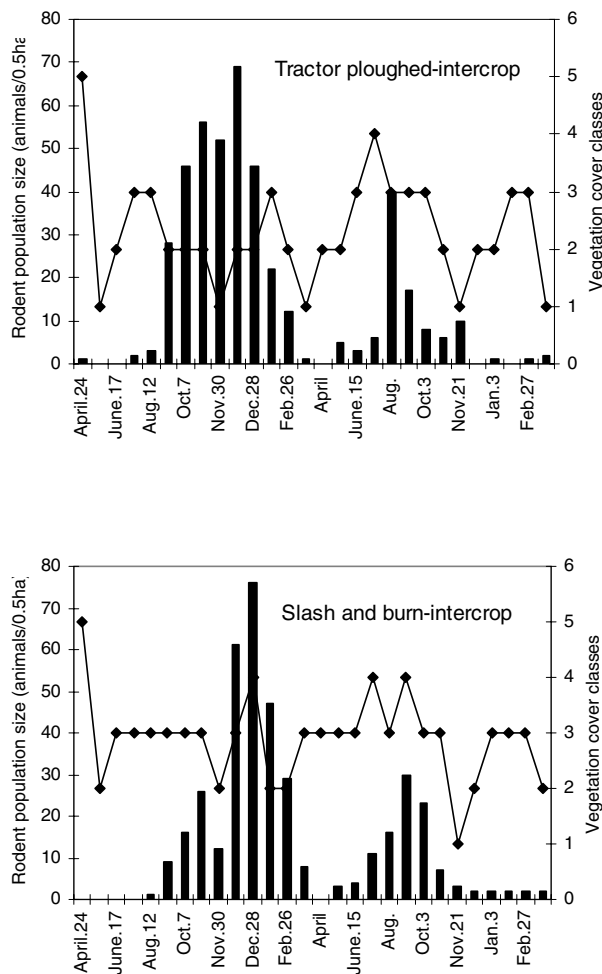 Tractor ploughed-intercrop
Rodent population size (animals/0.5ha
80
70
60
50
40
30
20
10
0
6
5
4
3
2
1
0
Vegetation cover classes
April.24
June.17
Aug.12
Oct.7
Nov.30
Dec.28
Feb.26
April
June.15
Aug.
Oct.3
Nov.21
Jan.3
Feb.27
Slash and burn-intercrop
Rodent population size (animals/0.5ha)
80
70
60
50
40
30
20
10
0
6
5
4
3
2
1
0
Vegetation cover classes
April.24
June.17
Aug.12
Oct.7
Nov.30
Dec.28
Feb.26
April
June.15
Aug.
Oct.3
Nov.21
Jan.3
Feb.27